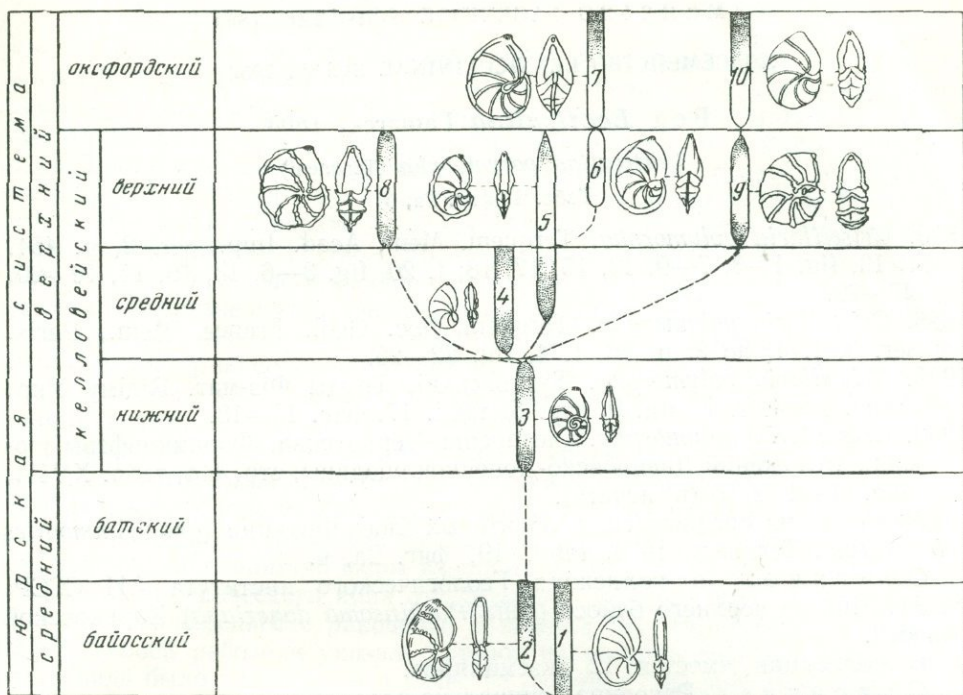 юрская система
верхний
средний
келловейский
оксфордский
верхний
средний
нижний
батский
байосский
7
10
8
5
6
9
4
3
2
1